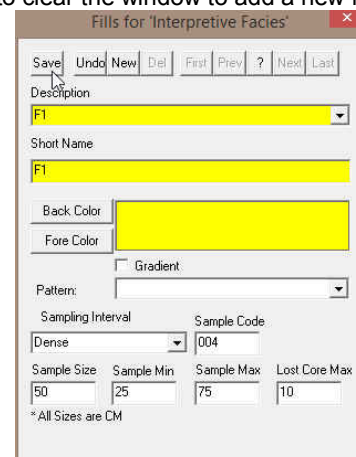 to clear the window to add a new f
Fills for 'Interpretive Facies' ×
Save Undo New Del First Prev ? Next Last
Description
F1
Short Name
F1
Back Color
Fore Color
Gradient
Pattern:
Sampling Interval Sample Code
Dense 004
Sample Size Sample Min Sample Max Lost Core Max
50 25 75 10
* All Sizes are CM